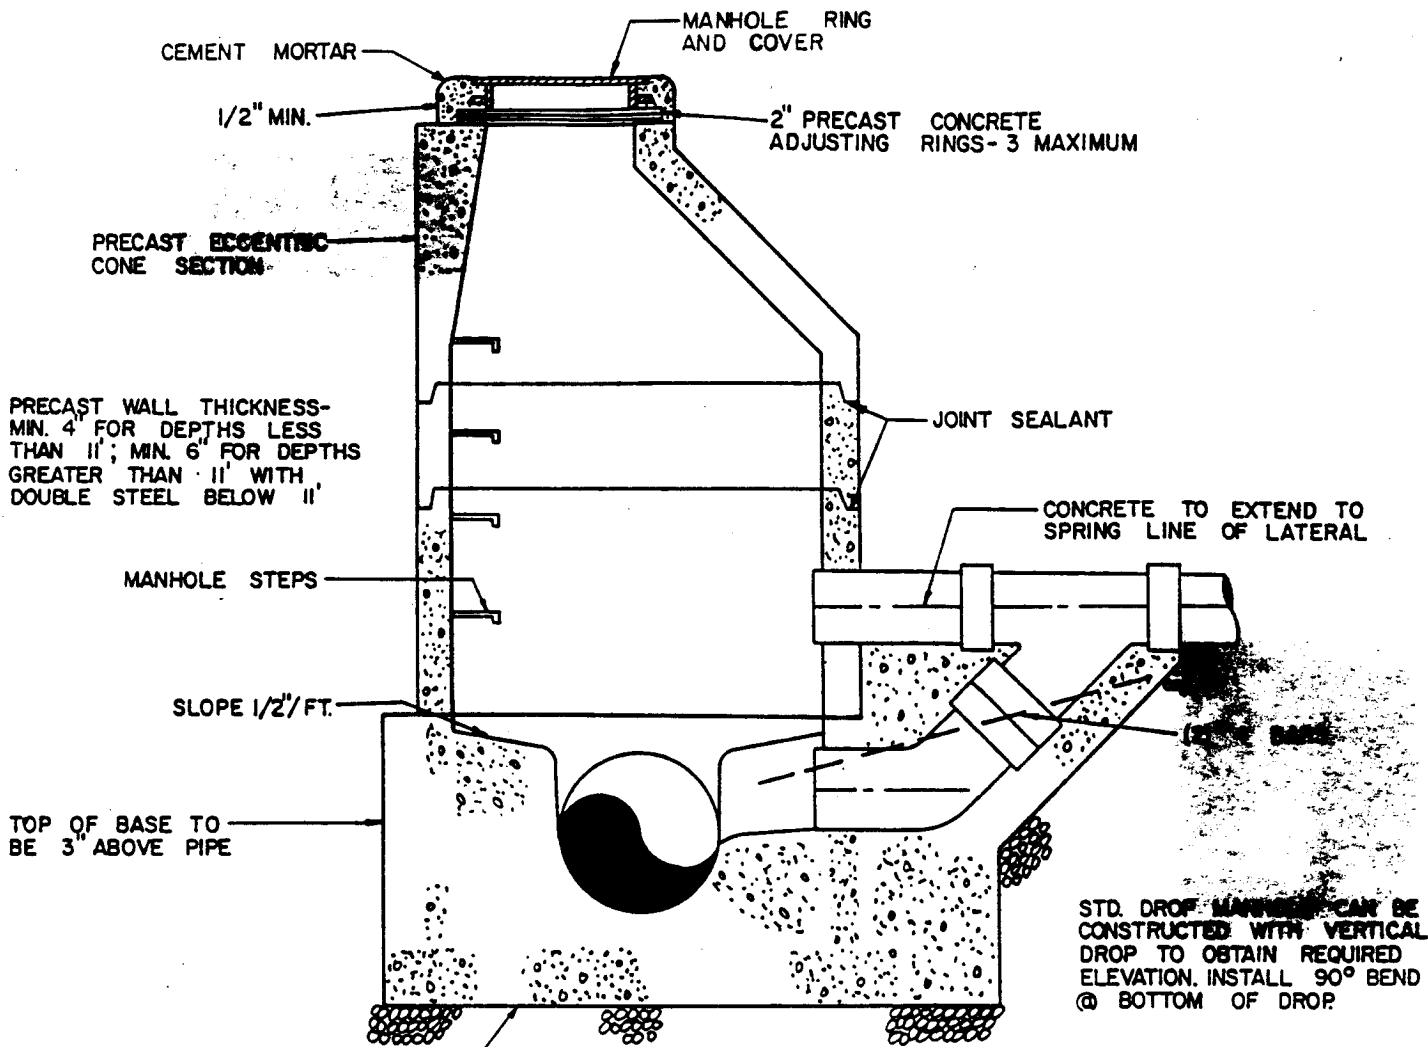 MANHOLE RING
AND COVER
CEMENT MORTAR
1/2" MIN.
2" PRECAST CONCRETE
ADJUSTING RINGS- 3 MAXIMUM
PRECAST ECCENTRIC
CONE SECTION
PRECAST WALL THICKNESS-
MIN. 4" FOR DEPTHS LESS
THAN 11'; MIN. 6" FOR DEPTHS
GREATER THAN 11' WITH
DOUBLE STEEL BELOW 11'
JOINT SEALANT
CONCRETE TO EXTEND TO
SPRING LINE OF LATERAL
MANHOLE STEPS
SLOPE 1/2"/FT.
BARS
TOP OF BASE TO
BE 3" ABOVE PIPE
STD. DROP MANHOLES CAN BE
CONSTRUCTED WITH VERTICAL
DROP TO OBTAIN REQUIRED
ELEVATION. INSTALL 90° BEND
@ BOTTOM OF DROP.